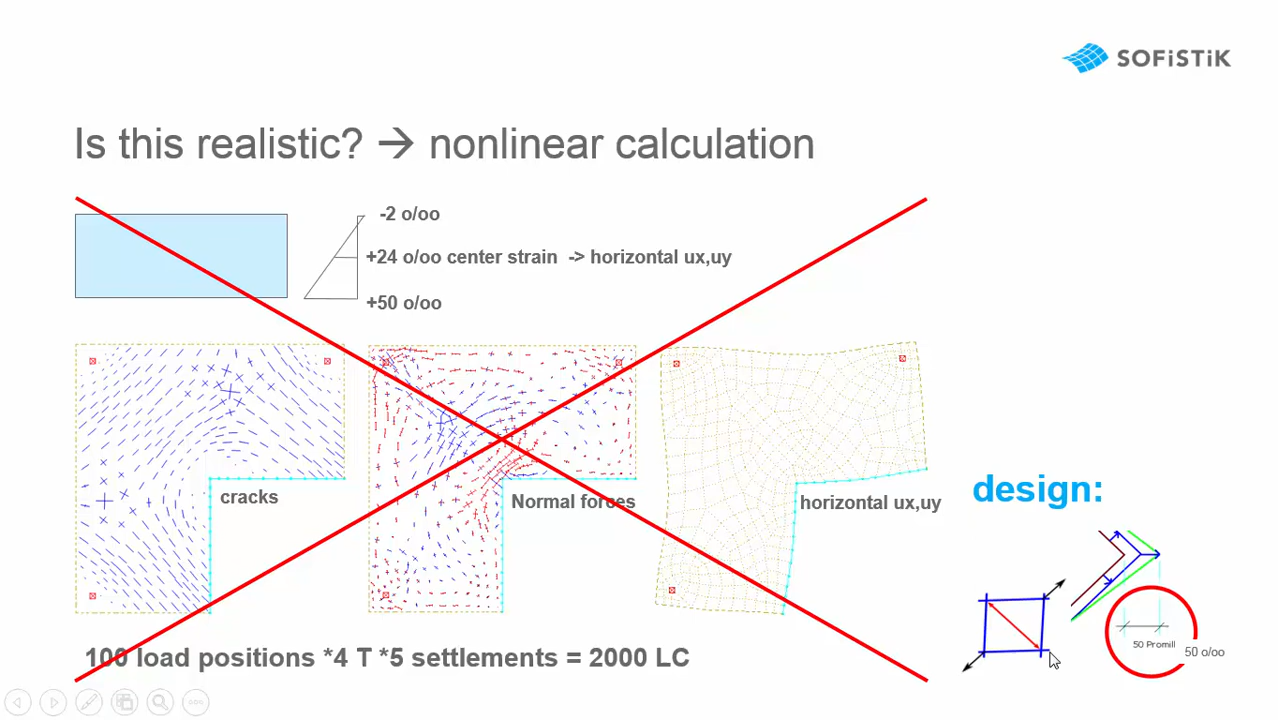 SOFiSTiK
Is this realistic? → nonlinear calculation
-2 o/oo
+24 o/oo center strain -> horizontal ux,uy
+50 o/oo
cracks
Normal forces
horizontal ux,uy
design:
50 Promill
50 o/oo
100 load positions *4 T *5 settlements = 2000 LC